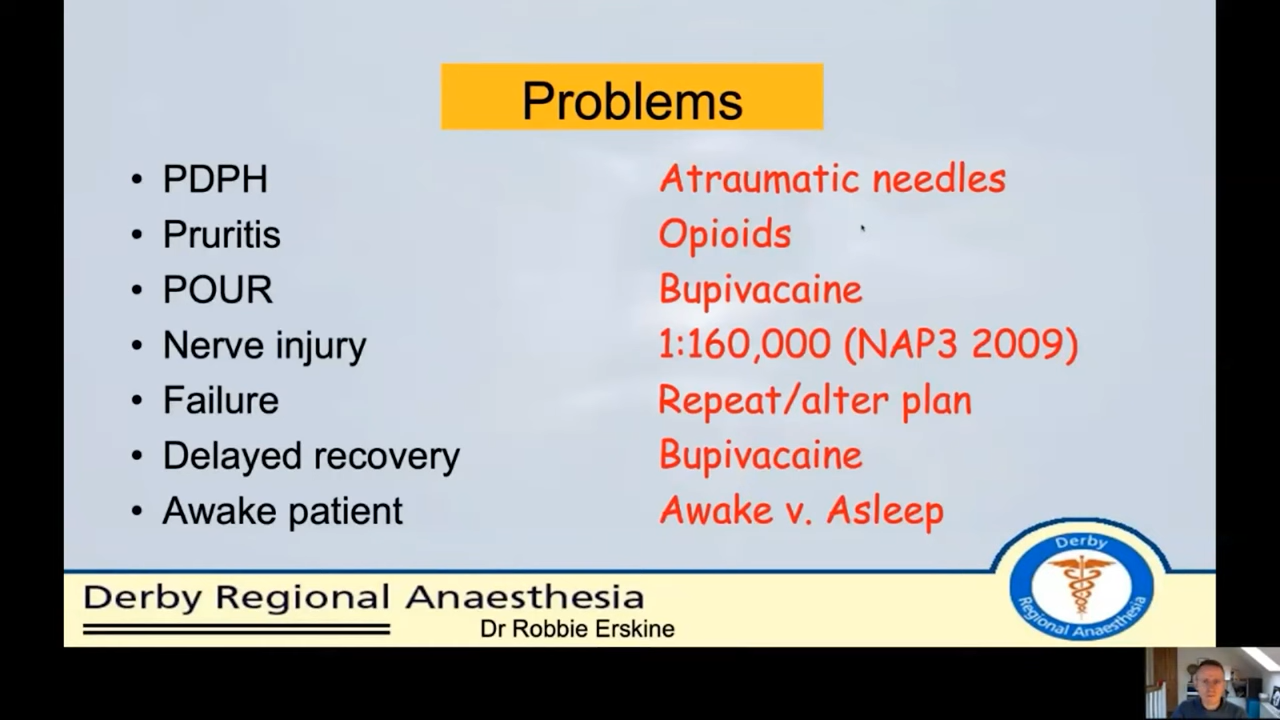 Problems
• PDPH Atraumatic needles
• Pruritis Opioids
• POUR Bupivacaine
• Nerve injury 1:160,000 (NAP3 2009)
• Failure Repeat/alter plan
• Delayed recovery Bupivacaine
• Awake patient Awake v. Asleep
Derby Regional Anaesthesia
Dr Robbie Erskine
Derby
Regional Anaesthesia